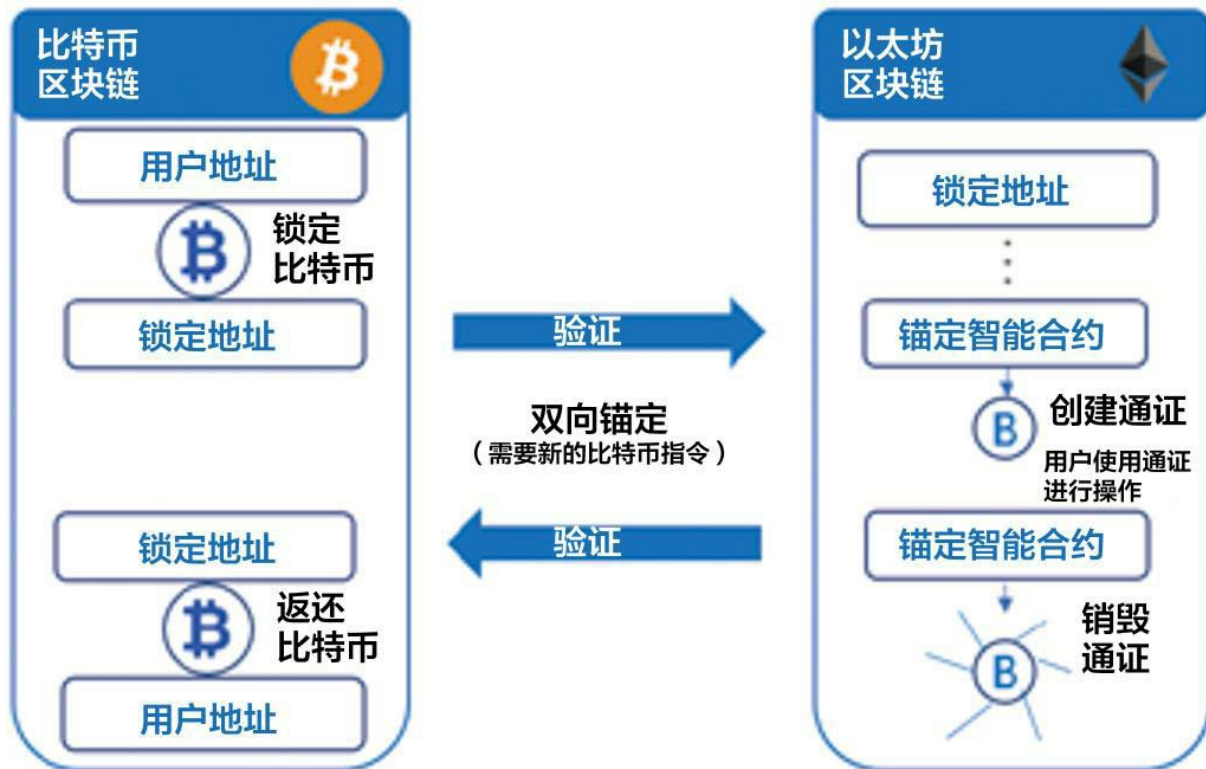 比特币
区块链
用户地址
锁定
比特币
锁定地址
锁定地址
返还
比特币
用户地址
验证
双向锚定
（需要新的比特币指令）
验证
以太坊
区块链
锁定地址
锚定智能合约
B
创建通证
用户使用通证
进行操作
锚定智能合约
销毁
通证
B